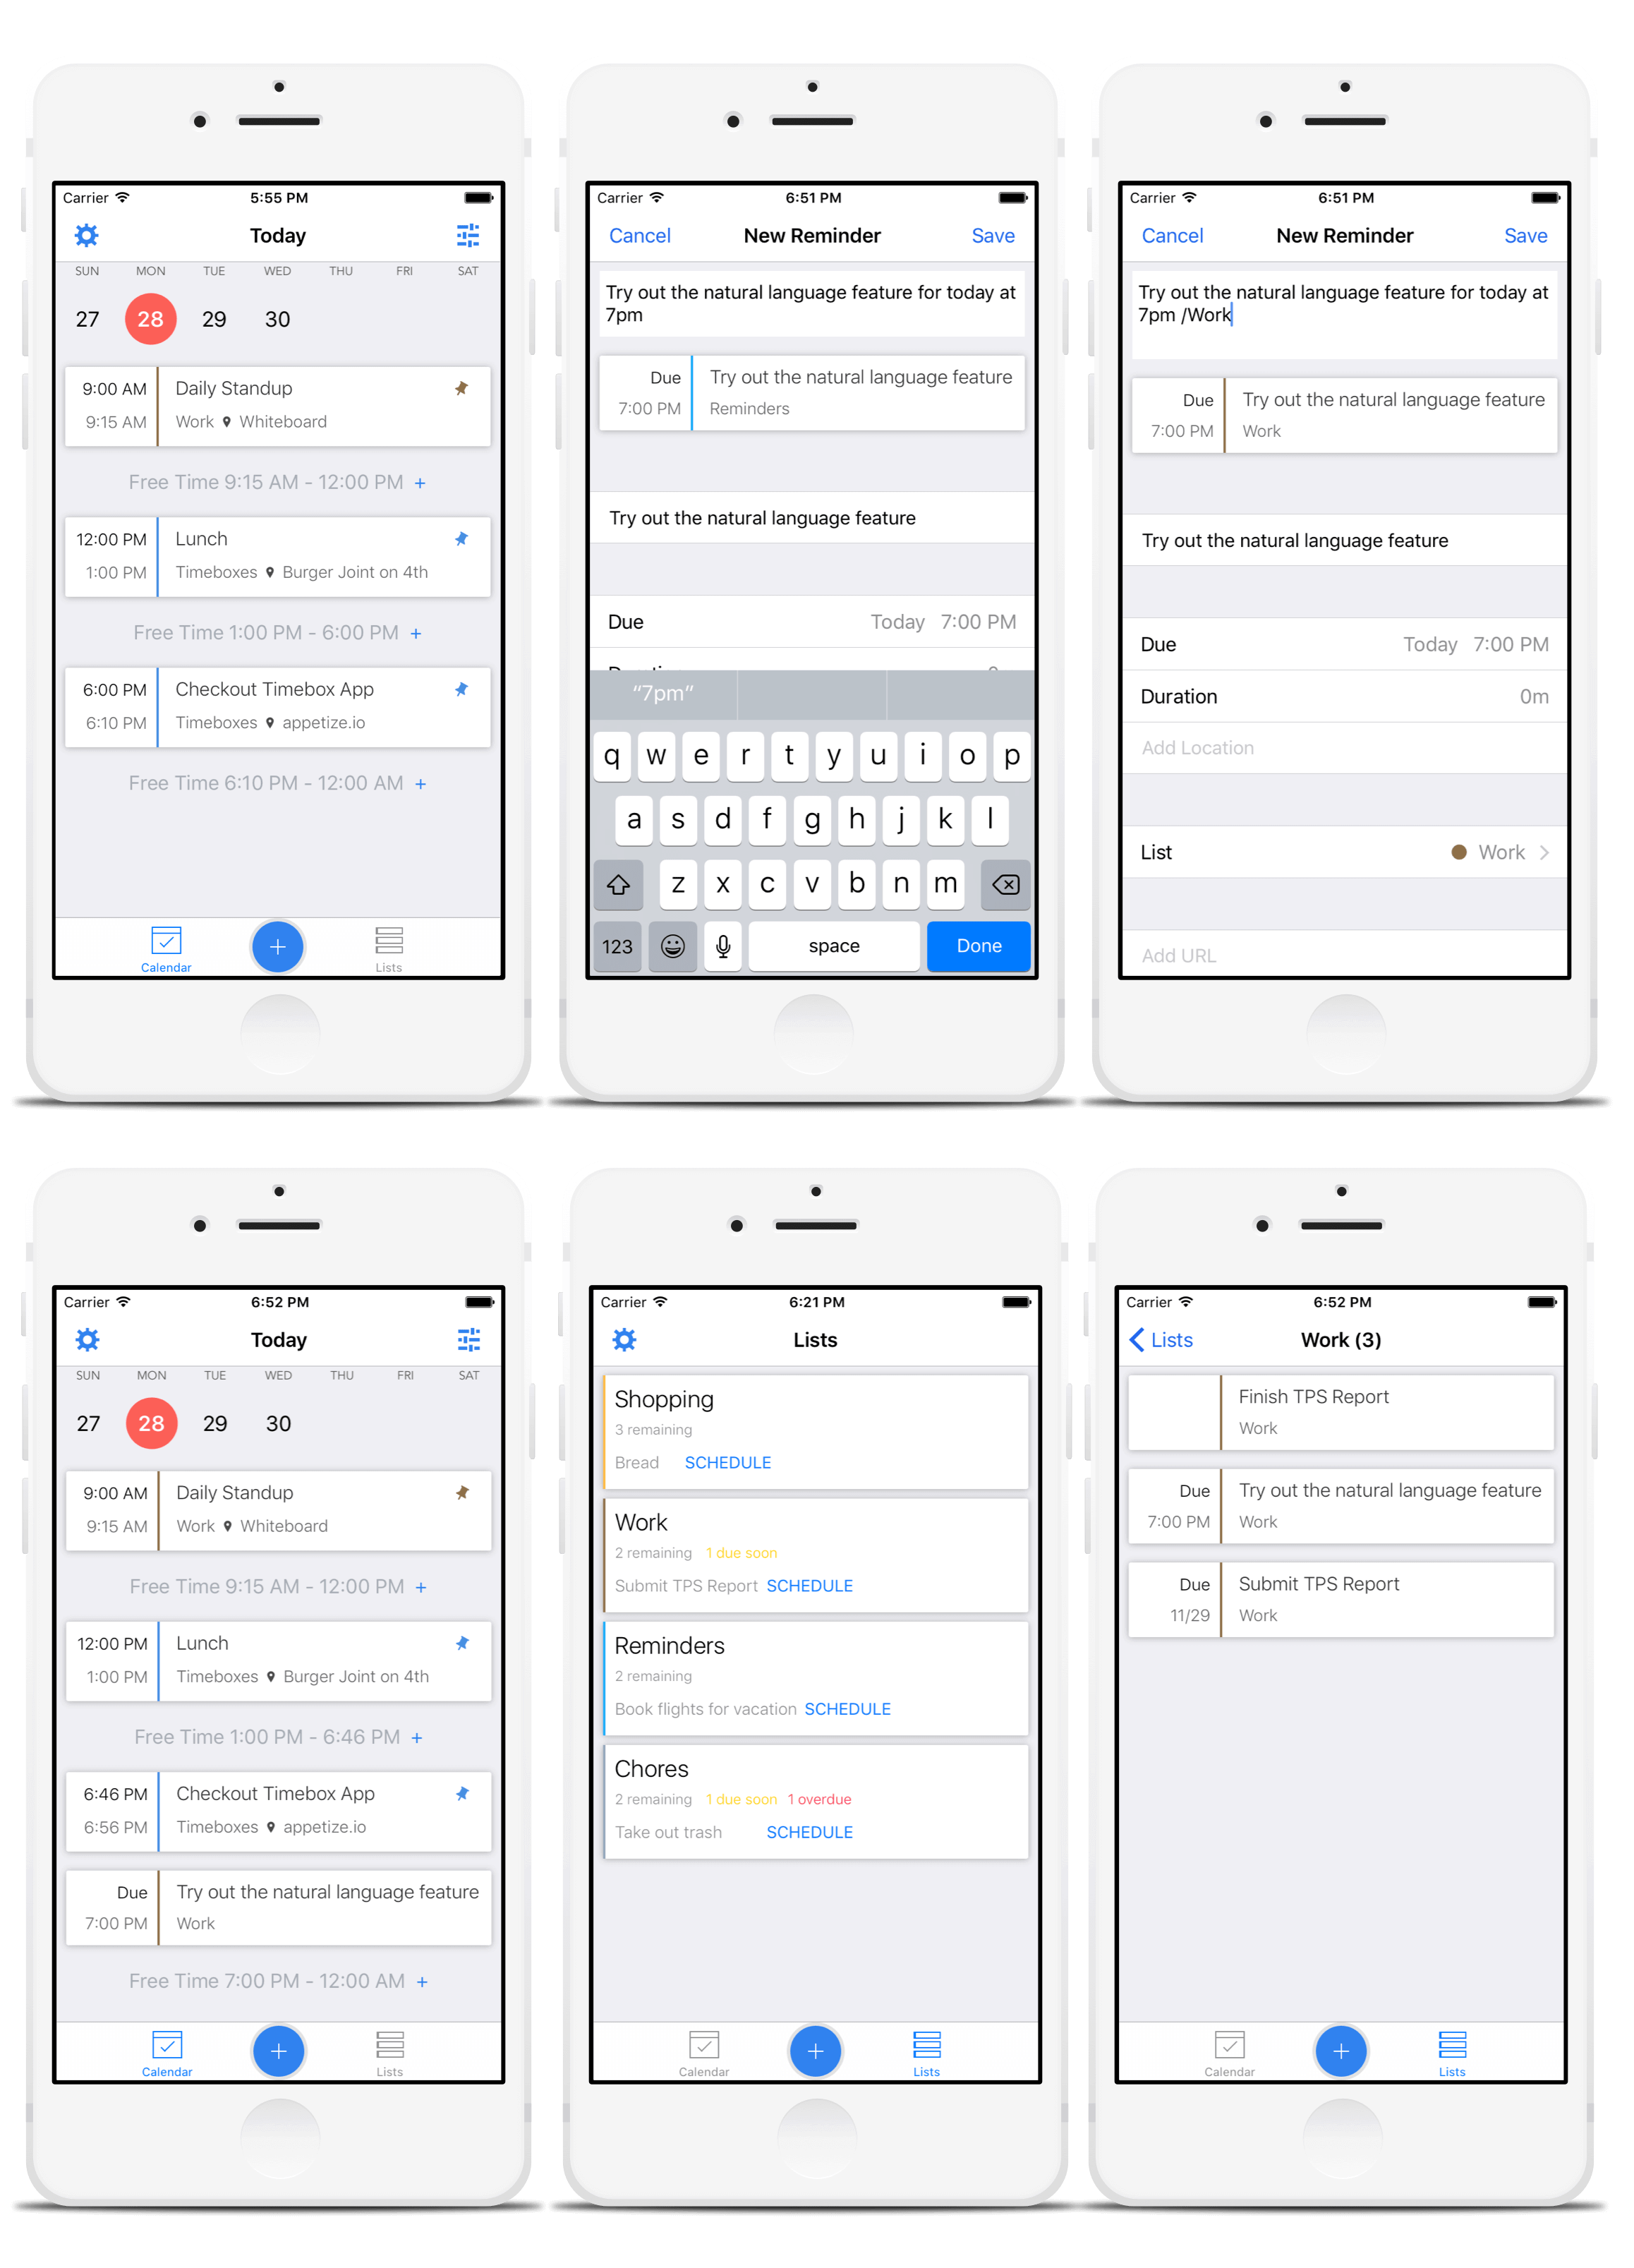 Carrier 5:55 PM
Today
SUN MON TUE WED THU FRI SAT
27 28 29 30
9:00 AM Daily Standup
9:15 AM Work Whiteboard
Free Time 9:15 AM - 12:00 PM +
12:00 PM Lunch
1:00 PM Timeboxes Burger Joint on 4th
Free Time 1:00 PM - 6:00 PM +
6:00 PM Checkout Timebox App
6:10 PM Timeboxes appetize.io
Free Time 6:10 PM - 12:00 AM +
+
Calendar Lists
Carrier 6:51 PM
Cancel New Reminder Save
Try out the natural language feature for today at
7pm
Due Try out the natural language feature
7:00 PM Reminders
Try out the natural language feature
Due Today 7:00 PM
“7pm”
q w e r t y u i o p
a s d f g h j k l
z x c v b n m
123 space Done
Carrier 6:51 PM
Cancel New Reminder Save
Try out the natural language feature for today at
7pm /Work
Due Try out the natural language feature
7:00 PM Work
Try out the natural language feature
Due Today 7:00 PM
Duration 0m
Add Location
List Work
Add URL
Carrier 6:52 PM
Today
SUN MON TUE WED THU FRI SAT
27 28 29 30
9:00 AM Daily Standup
9:15 AM Work Whiteboard
Free Time 9:15 AM - 12:00 PM +
12:00 PM Lunch
1:00 PM Timeboxes Burger Joint on 4th
Free Time 1:00 PM - 6:46 PM +
6:46 PM Checkout Timebox App
6:56 PM Timeboxes appetize.io
Due Try out the natural language feature
7:00 PM Work
Free Time 7:00 PM - 12:00 AM +
+
Calendar Lists
Carrier 6:21 PM
Lists
Shopping
3 remaining
Bread SCHEDULE
Work
2 remaining 1 due soon
Submit TPS Report SCHEDULE
Reminders
2 remaining
Book flights for vacation SCHEDULE
Chores
2 remaining 1 due soon 1 overdue
Take out trash SCHEDULE
+
Calendar Lists
Carrier 6:52 PM
Lists Work (3)
Finish TPS Report
Work
Due Try out the natural language feature
7:00 PM Work
Due Submit TPS Report
11/29 Work
+
Calendar Lists